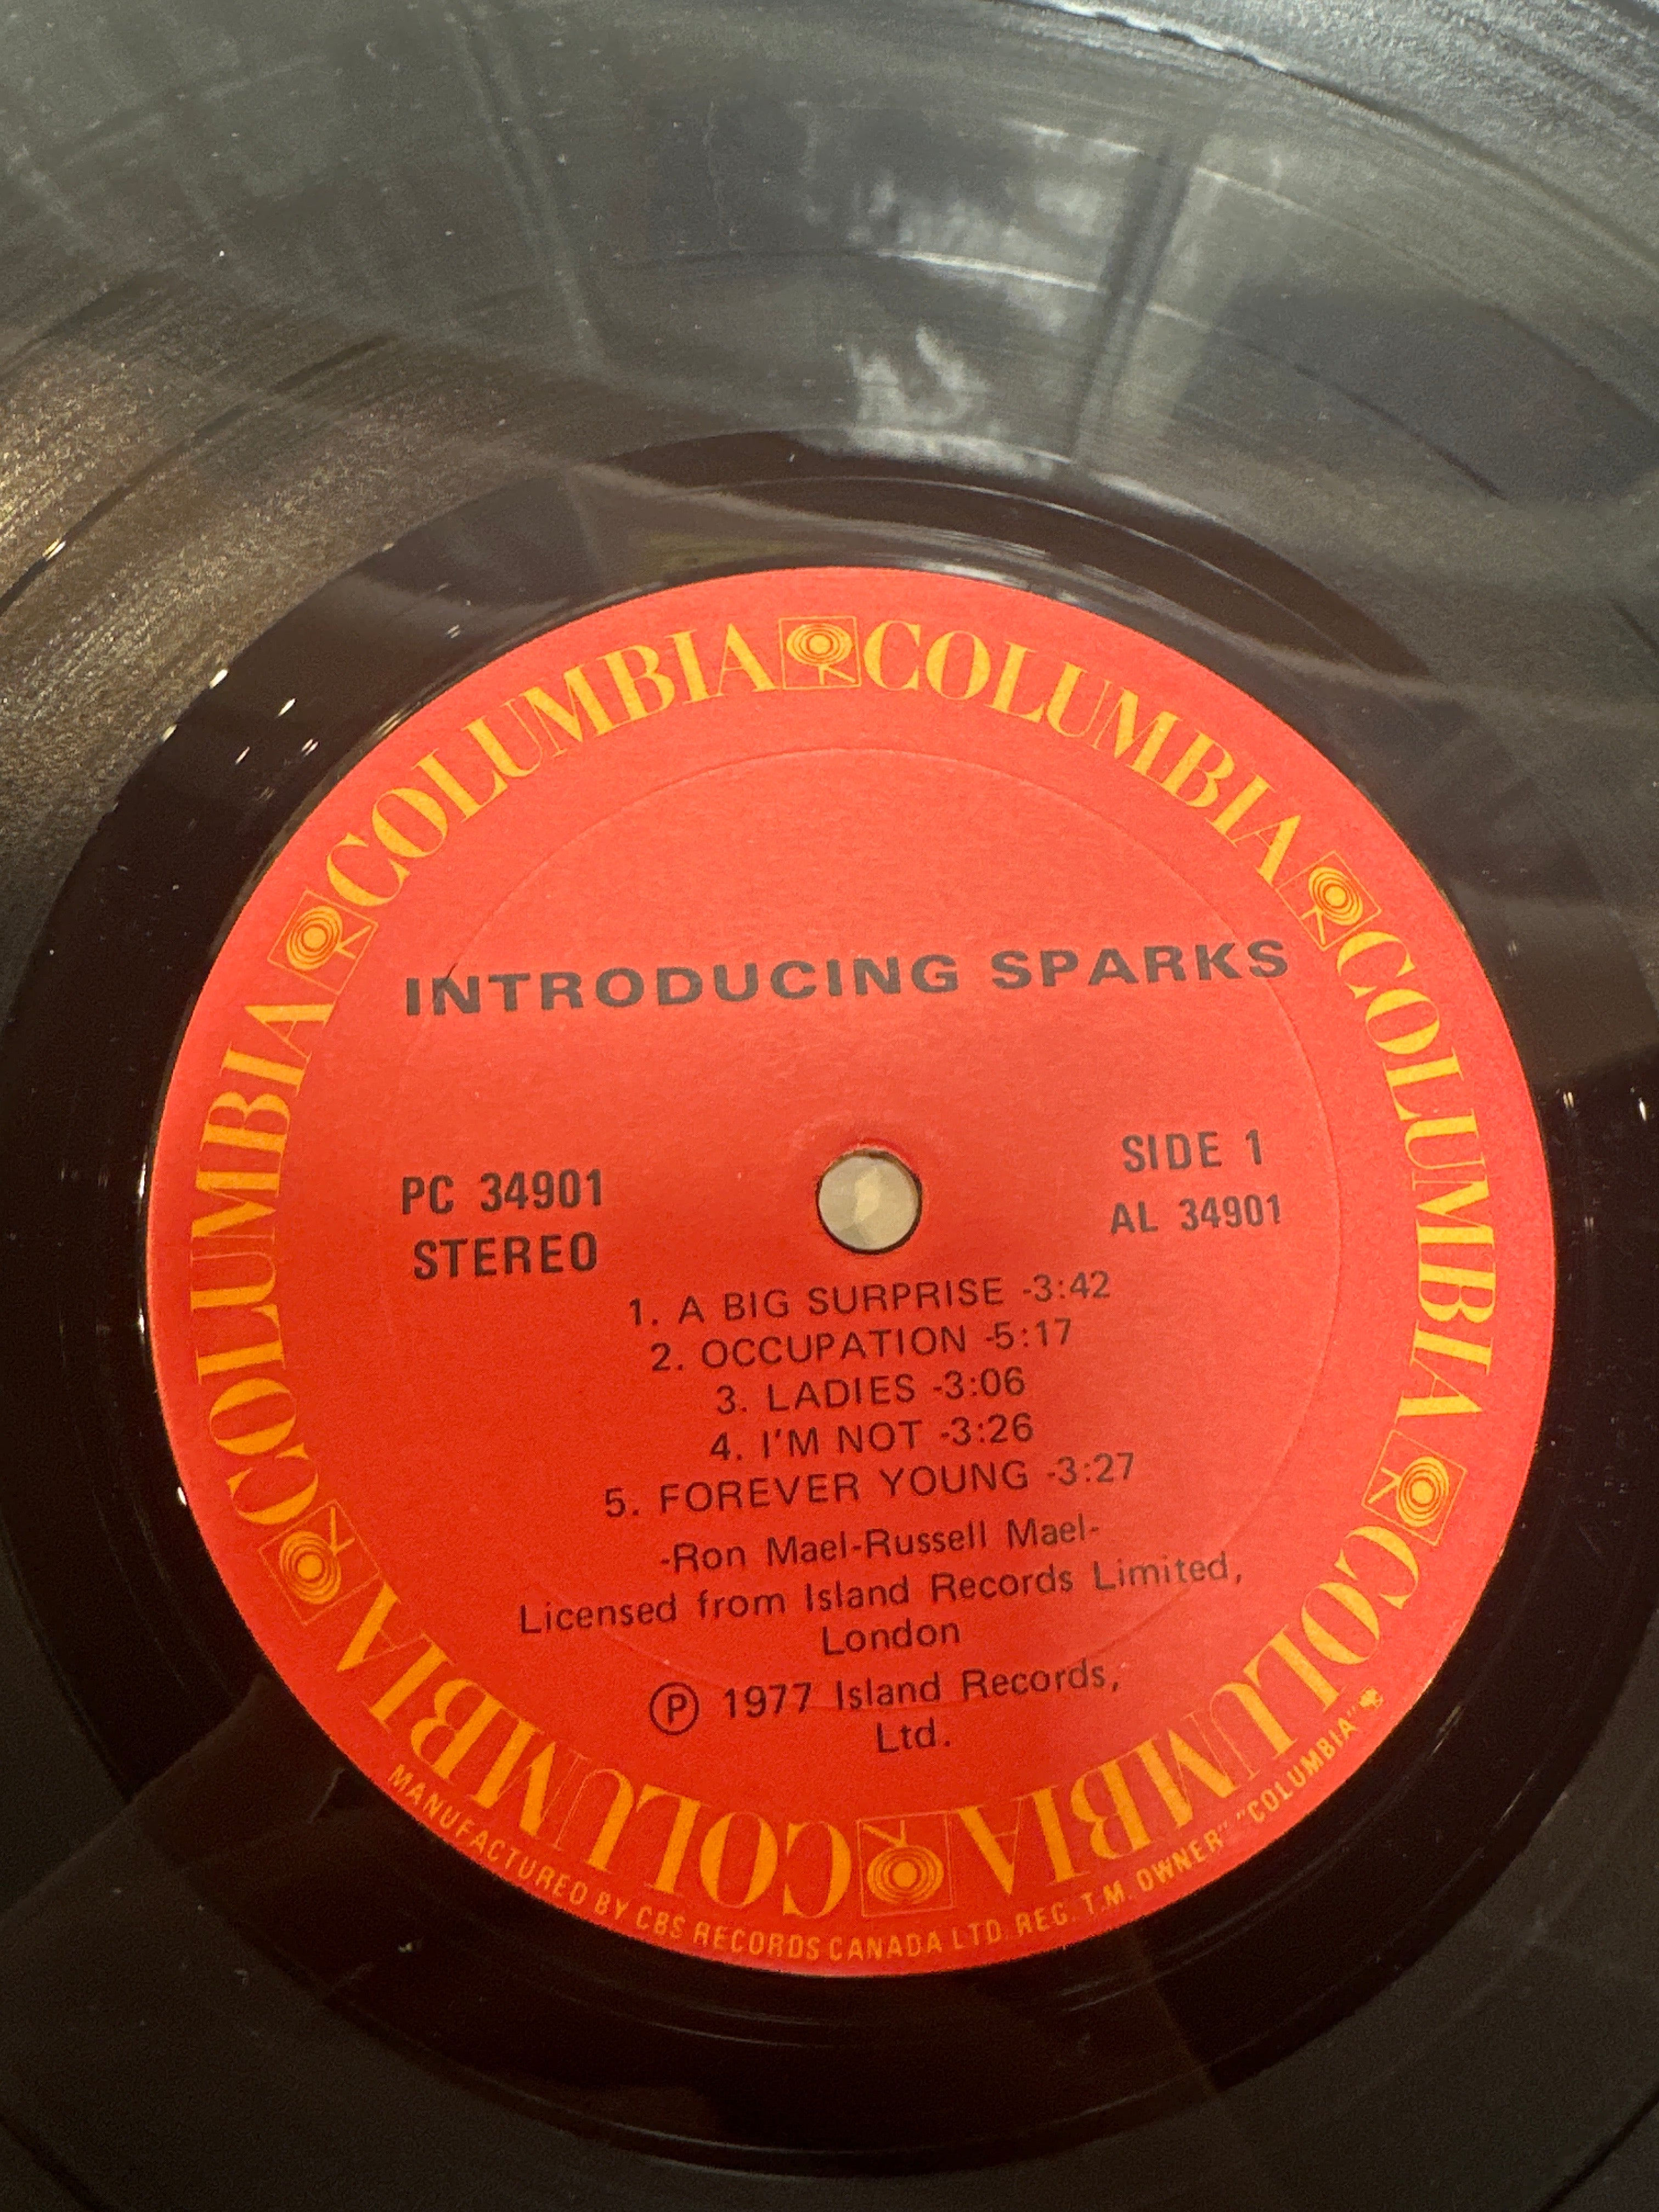 COLUMBIA COLUMBIA COLUMBIA COLUMBIA COLUMBIA COLUMBIA
INTRODUCING SPARKS
PC 34901
STEREO
SIDE 1
AL 34901
1. A BIG SURPRISE -3:42
2. OCCUPATION -5:17
3. LADIES -3:06
4. I'M NOT -3:26
5. FOREVER YOUNG -3:27
-Ron Mael-Russell Mael-
Licensed from Island Records Limited,
London
Ⓟ 1977 Island Records,
Ltd.
MANUFACTURED BY CBS RECORDS CANADA LTD. REG. T.M. OWNER" "COLUMBIA"